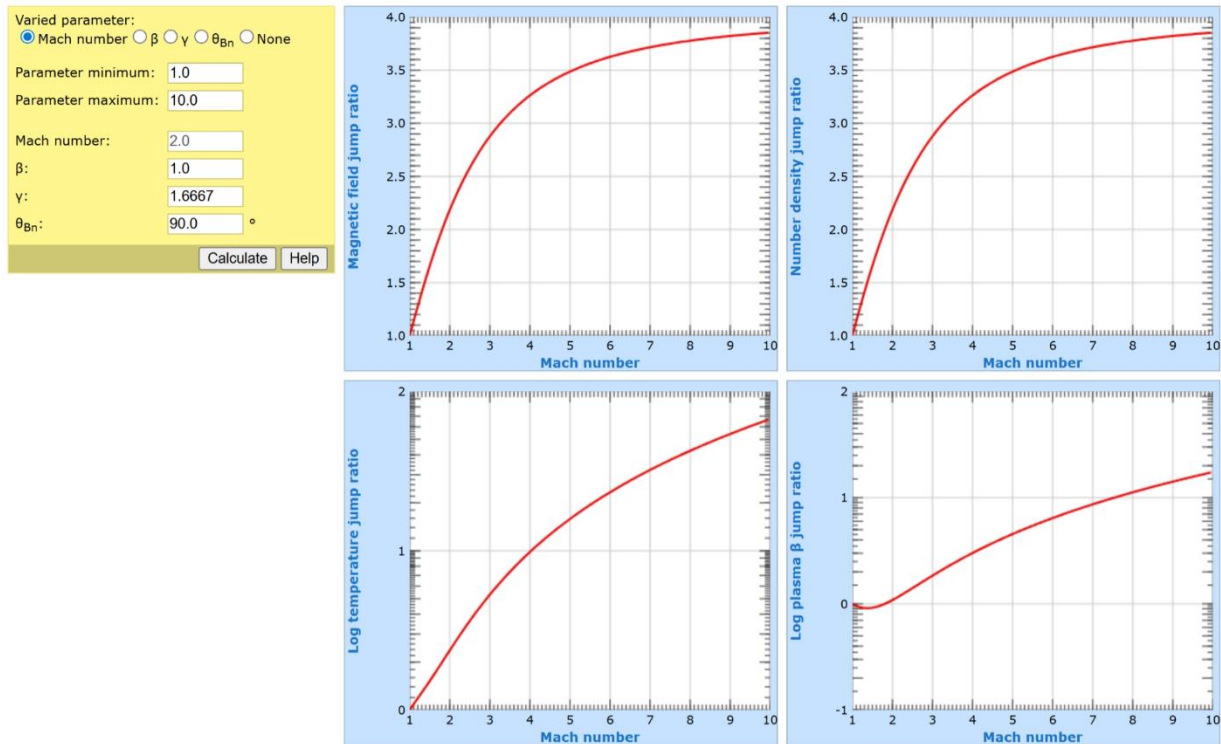 Varied parameter:
Mach number β γ θBn None
Parameter minimum: 1.0
Parameter maximum: 10.0
Mach number: 2.0
β: 1.0
γ: 1.6667
θBn: 90.0 °
Calculate Help
Magnetic field jump ratio
4.0
3.5
3.0
2.5
2.0
1.5
1.0
1 2 3 4 5 6 7 8 9 10
Mach number
Number density jump ratio
4.0
3.5
3.0
2.5
2.0
1.5
1.0
1 2 3 4 5 6 7 8 9 10
Mach number
Log temperature jump ratio
2
1
0
1 2 3 4 5 6 7 8 9 10
Mach number
Log plasma β jump ratio
2
1
0
-1
1 2 3 4 5 6 7 8 9 10
Mach number